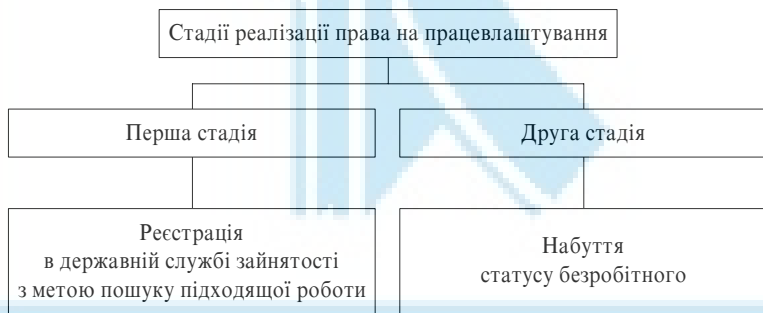 Стадії реалізації права на працевлаштування
Перша стадія
Друга стадія
Реєстрація
в державній службі зайнятості
з метою пошуку підходящої роботи
Набуття
статусу безробітного